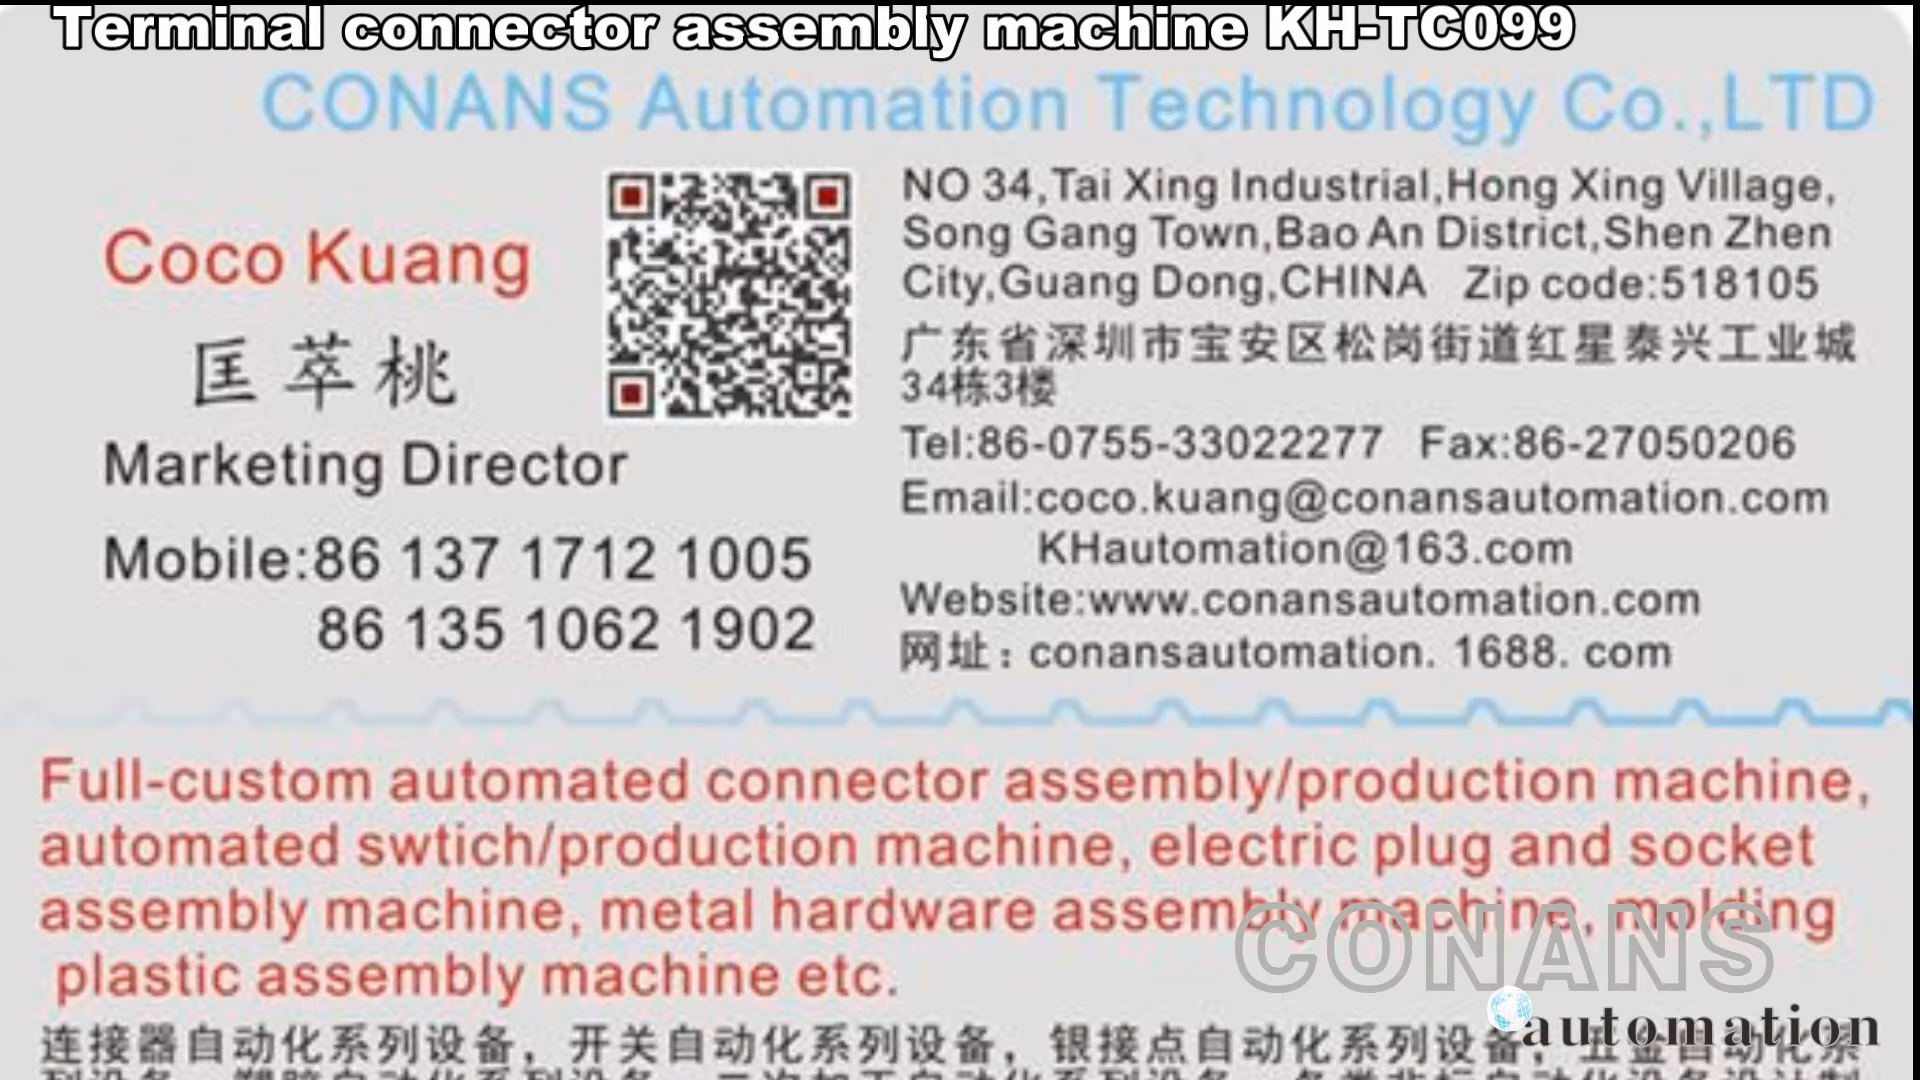 Terminal connector assembly machine KH-TC099
CONANS Automation Technology Co.,LTD
Coco Kuang
匡萃桃
Marketing Director
Mobile:86 137 1712 1005
86 135 1062 1902
NO 34,Tai Xing Industrial,Hong Xing Village,
Song Gang Town,Bao An District,Shen Zhen
City,Guang Dong,CHINA Zip code:518105
广东省深圳市宝安区松岗街道红星泰兴工业城
34栋3楼
Tel:86-0755-33022277 Fax:86-27050206
Email:coco.kuang@conansautomation.com
KHautomation@163.com
Website:www.conansautomation.com
网址: conansautomation. 1688. com
Full-custom automated connector assembly/production machine,
automated swtich/production machine, electric plug and socket
assembly machine, metal hardware assembly machine, molding
plastic assembly machine etc.
CONANS
automation
连接器自动化系列设备，开关自动化系列设备，银接点自动化系列设备，五金自动化系